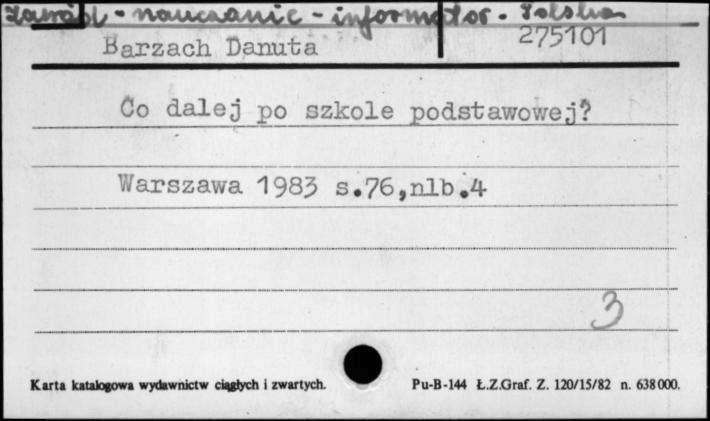 Zawód - nauczanie - informator - Polska
Barzach Danuta
275101
Co dalej po szkole podstawowej?
Warszawa 1983 s.76,nlb.4
3
Karta katalogowa wydawnictw ciągłych i zwartych.
Pu-B-144 Ł.Z.Graf. Z. 120/15/82 n. 638000.